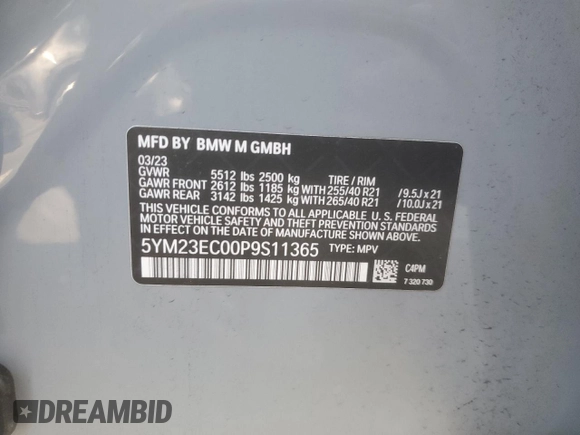 MFD BY BMW M GMBH
03/23
GVWR 5512 lbs 2500 kg TIRE / RIM
GAWR FRONT 2612 lbs 1185 kg WITH 255/40 R21 /9.5J x 21
GAWR REAR 3142 lbs 1425 kg WITH 265/40 R21 /10.0J x 21
THIS VEHICLE CONFORMS TO ALL APPLICABLE U.S. FEDERAL
MOTOR VEHICLE SAFETY AND THEFT PREVENTION STANDARDS IN
EFFECT ON THE DATE OF MANUFACTURE SHOWN ABOVE.
5YM23EC00P9S11365 TYPE: MPV
C4PM
7 320 730
DREAMBID